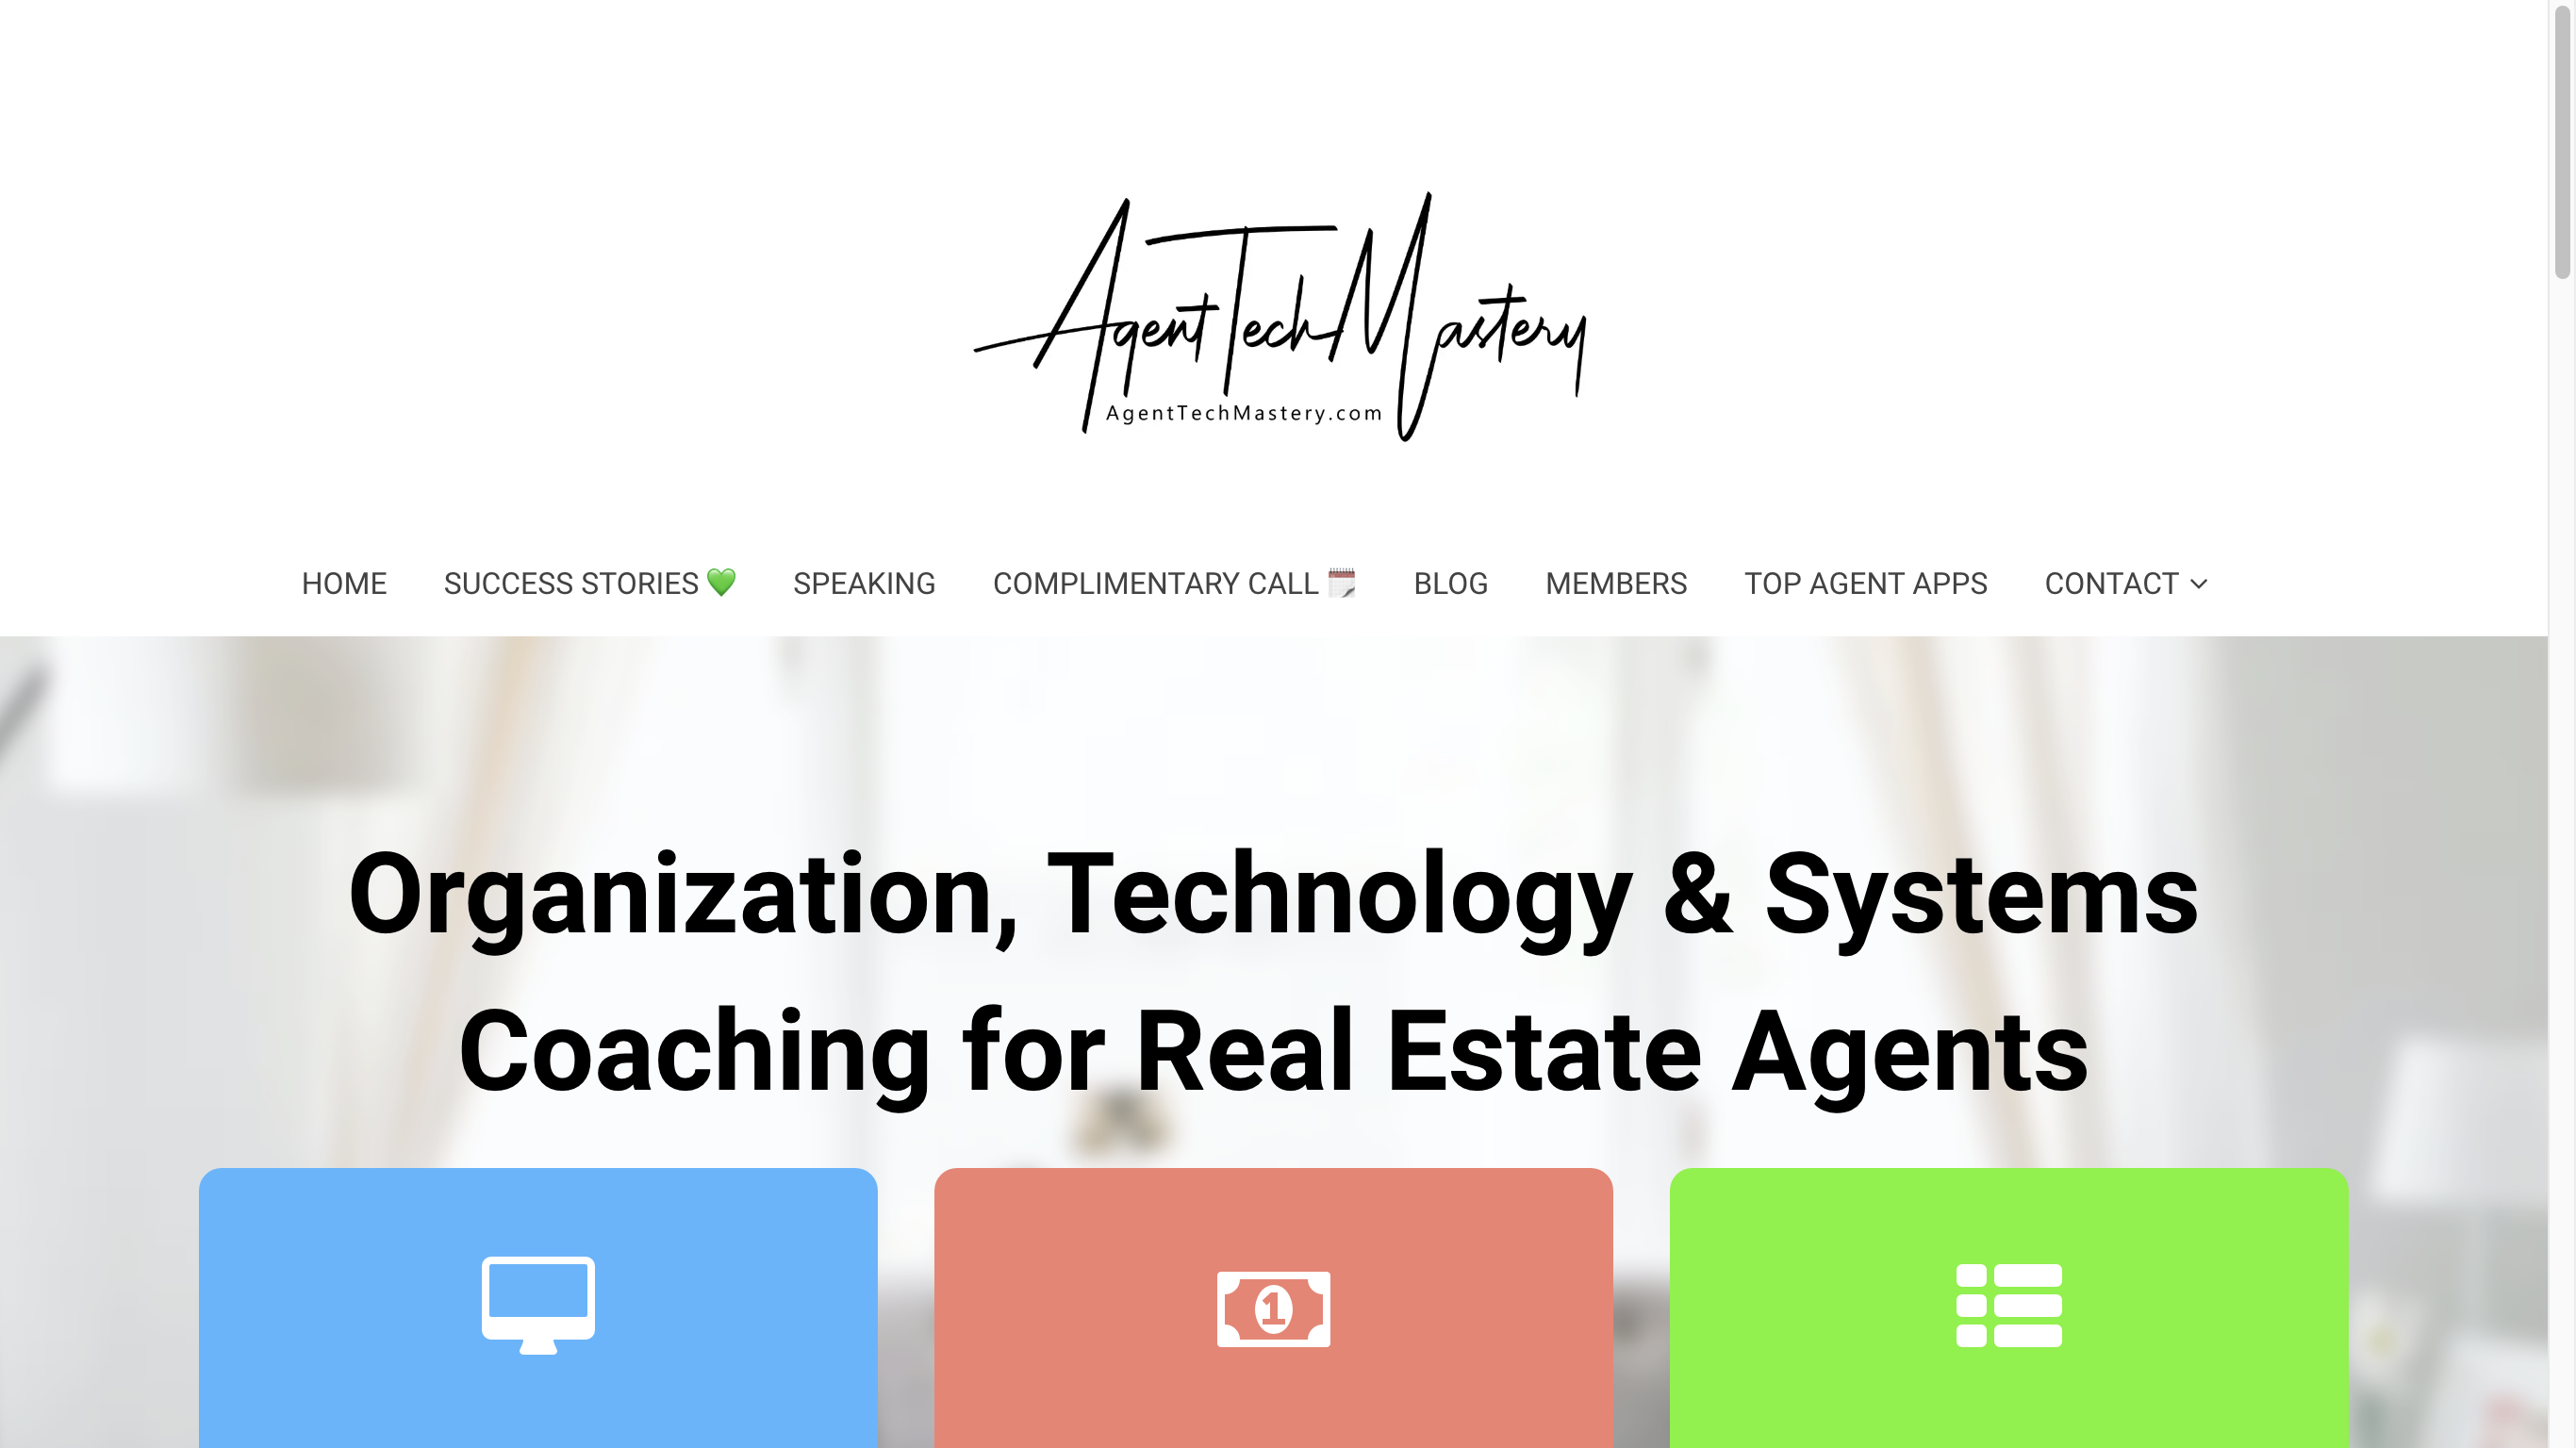 AgentTechMastery
AgentTechMastery.com
HOME SUCCESS STORIES 💚 SPEAKING COMPLIMENTARY CALL 🗓 BLOG MEMBERS TOP AGENT APPS CONTACT
Organization, Technology & Systems
Coaching for Real Estate Agents
1